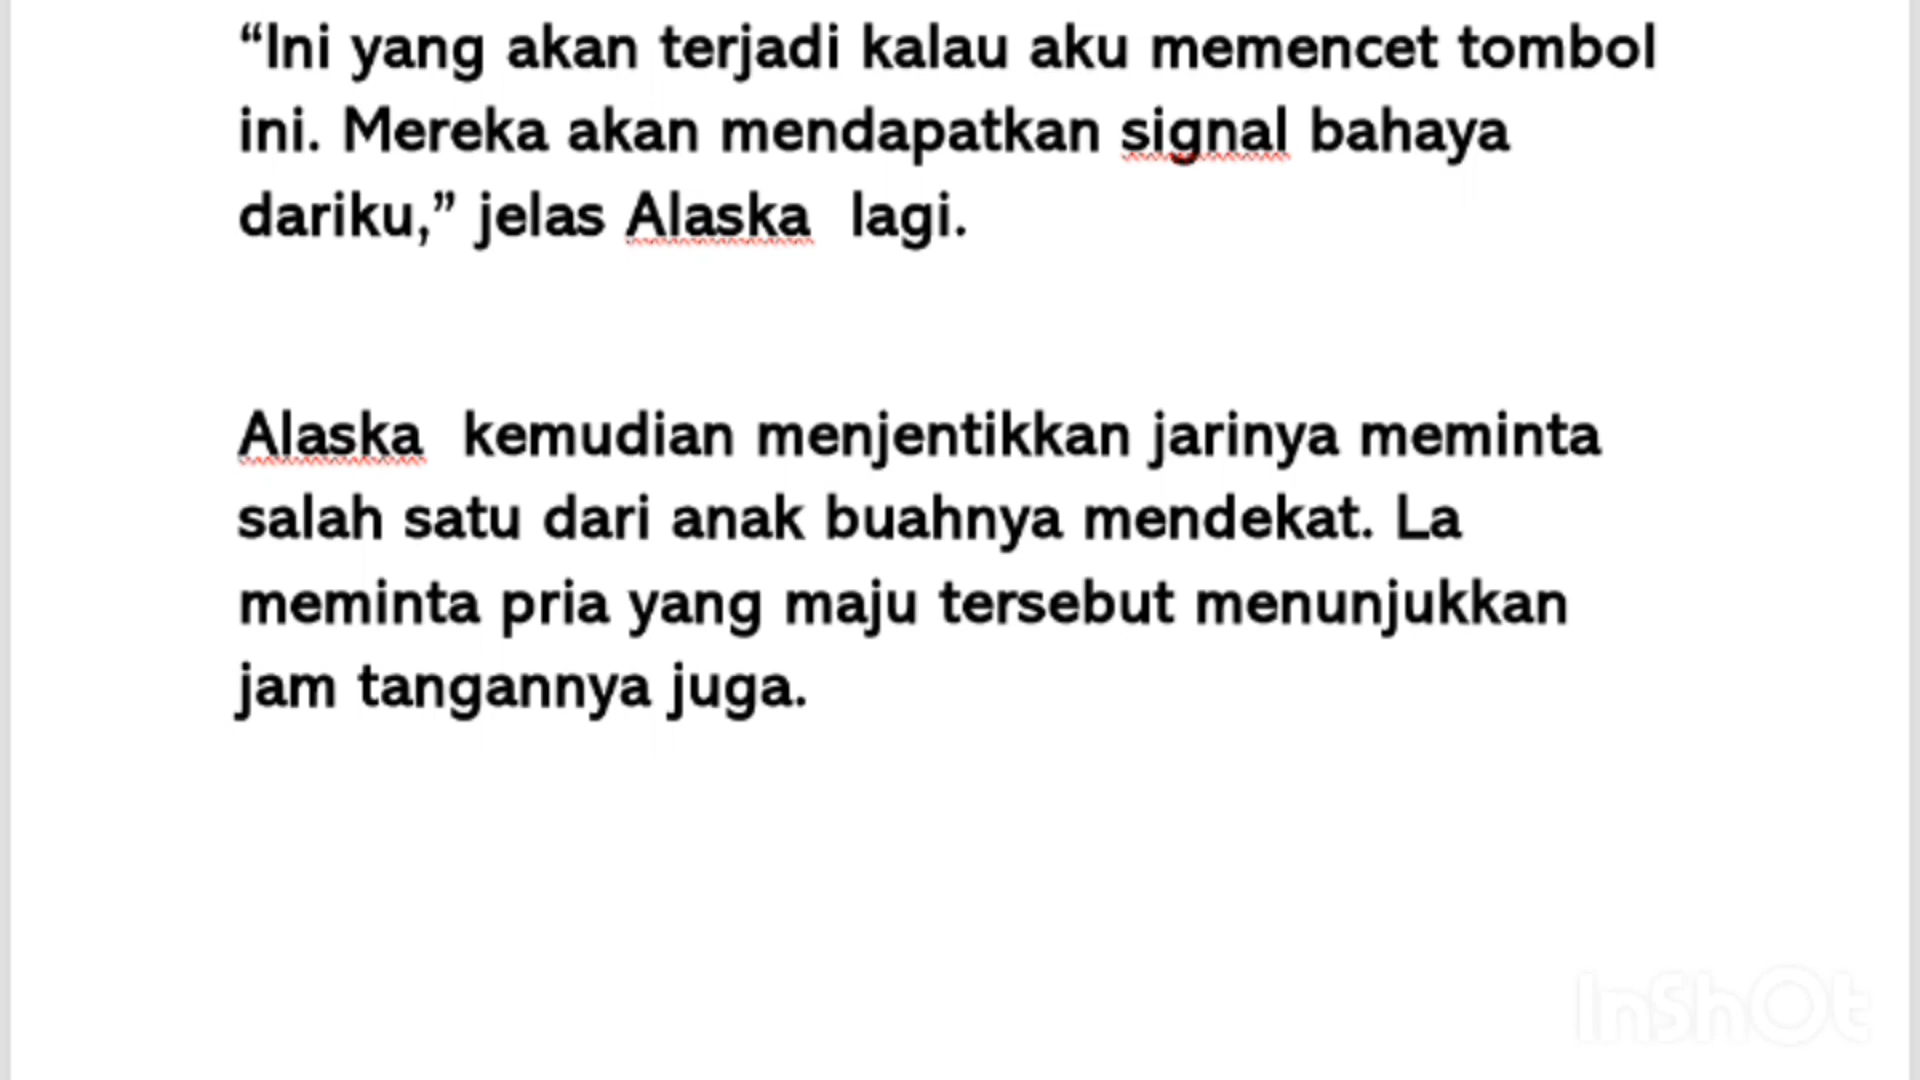 “Ini yang akan terjadi kalau aku memencet tombol
ini. Mereka akan mendapatkan signal bahaya
dariku,” jelas Alaska  lagi.
Alaska  kemudian menjentikkan jarinya meminta
salah satu dari anak buahnya mendekat. La
meminta pria yang maju tersebut menunjukkan
jam tangannya juga.
InShOt